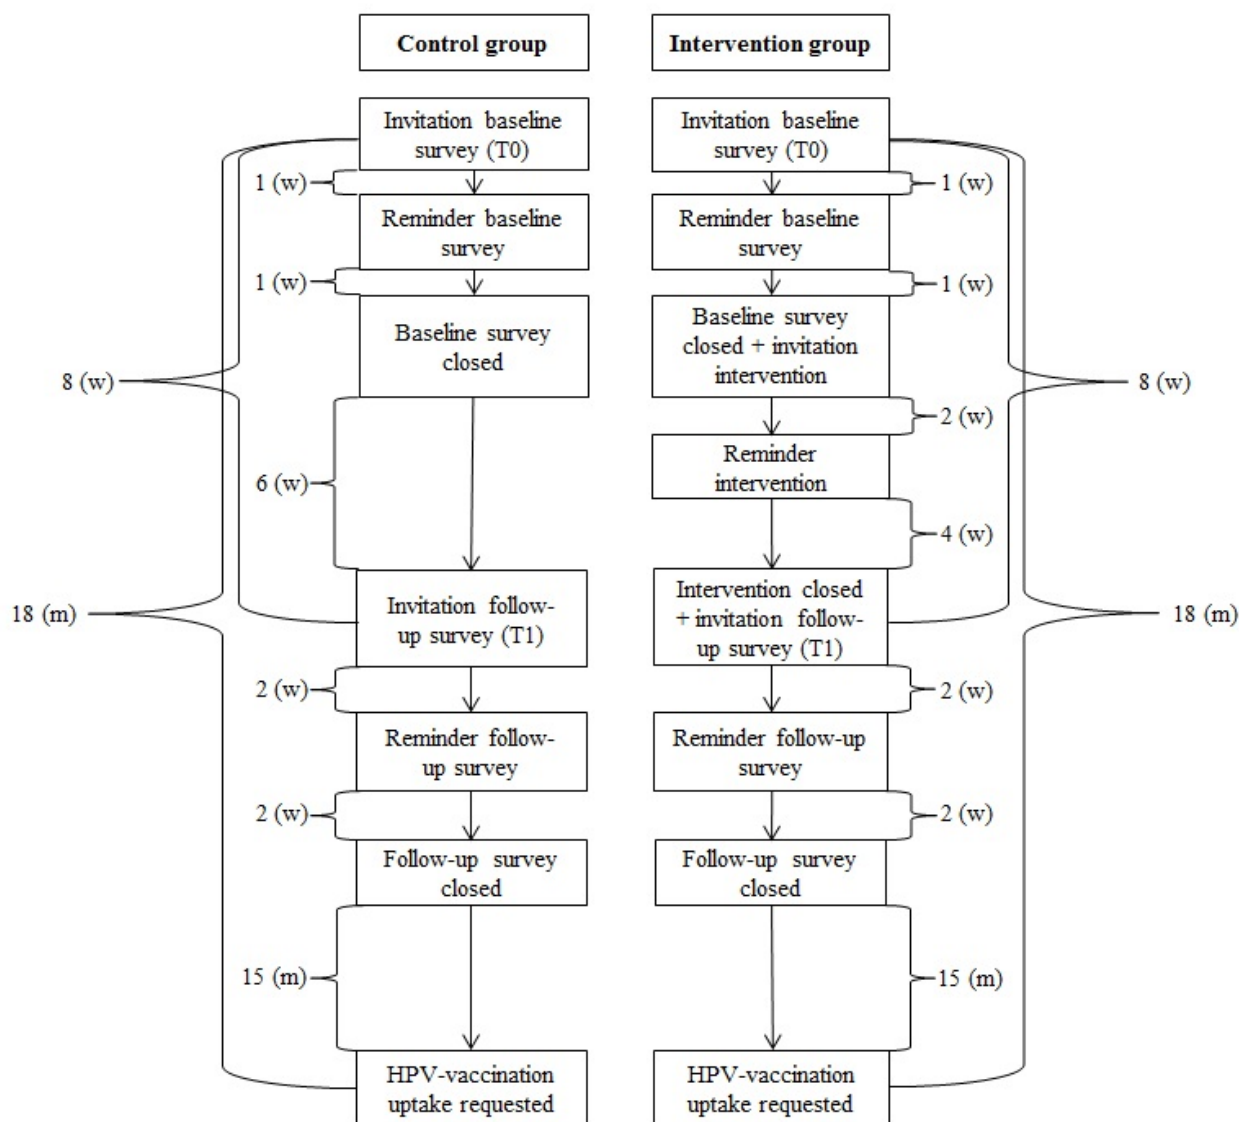 Control group
Intervention group
Invitation baseline
survey (T0)
Invitation baseline
survey (T0)
1 (w)
1 (w)
Reminder baseline
survey
Reminder baseline
survey
1 (w)
1 (w)
Baseline survey
closed
Baseline survey
closed + invitation
intervention
8 (w)
8 (w)
2 (w)
Reminder
intervention
6 (w)
4 (w)
Invitation follow-
up survey (T1)
Intervention closed
+ invitation follow-
up survey (T1)
18 (m)
18 (m)
2 (w)
2 (w)
Reminder follow-
up survey
Reminder follow-up
survey
2 (w)
2 (w)
Follow-up survey
closed
Follow-up survey
closed
15 (m)
15 (m)
HPV-vaccination
uptake requested
HPV-vaccination
uptake requested